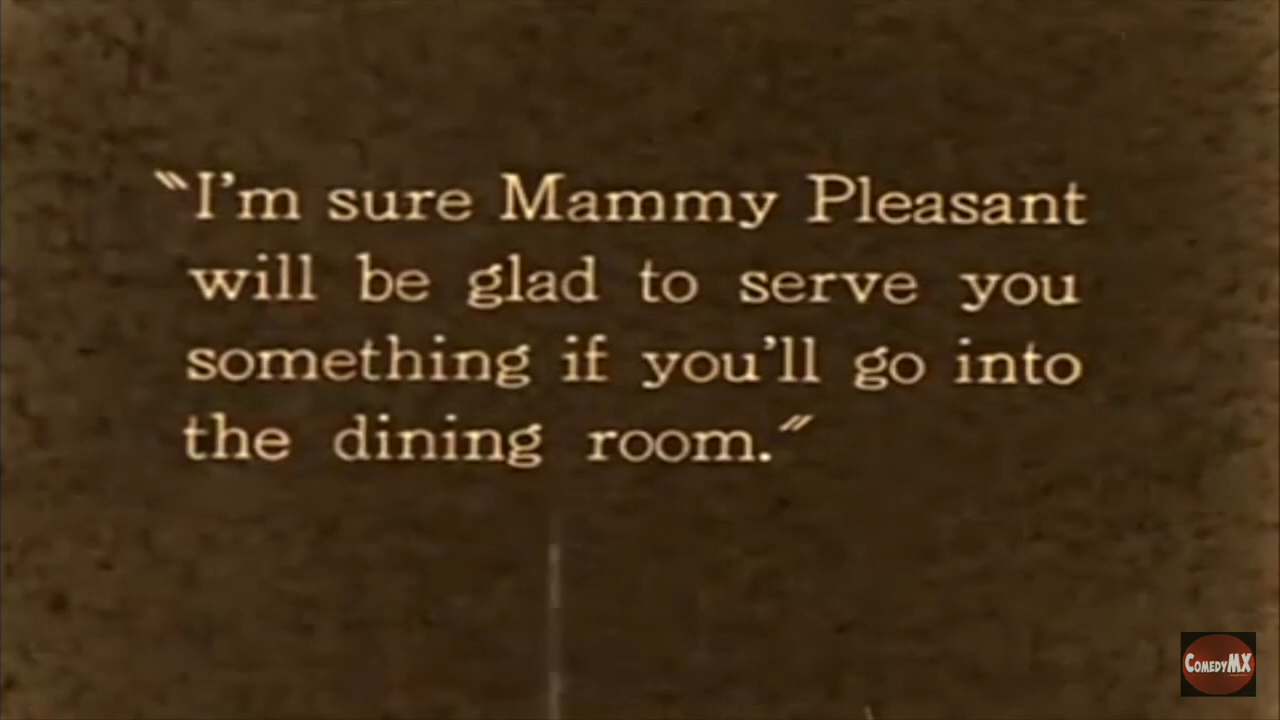 "I'm sure Mammy Pleasant
will be glad to serve you
something if you'll go into
the dining room."
COMEDYMX